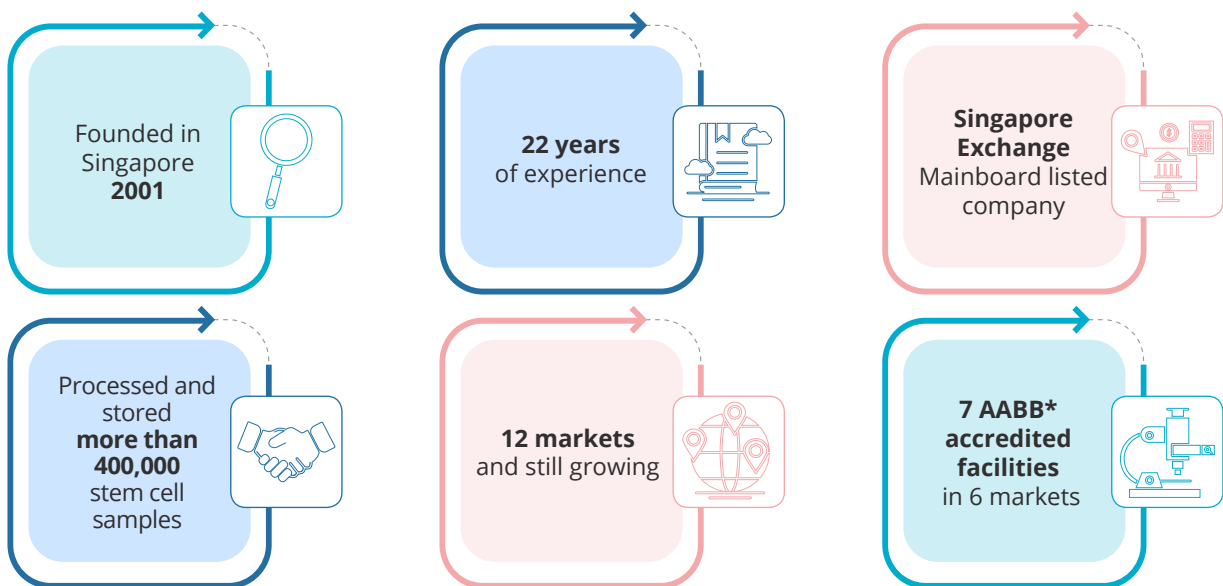 Founded in
Singapore
2001
22 years
of experience
Singapore
Exchange
Mainboard listed
company
Processed and
stored
more than
400,000
stem cell
samples
12 markets
and still growing
7 AABB*
accredited
facilities
in 6 markets